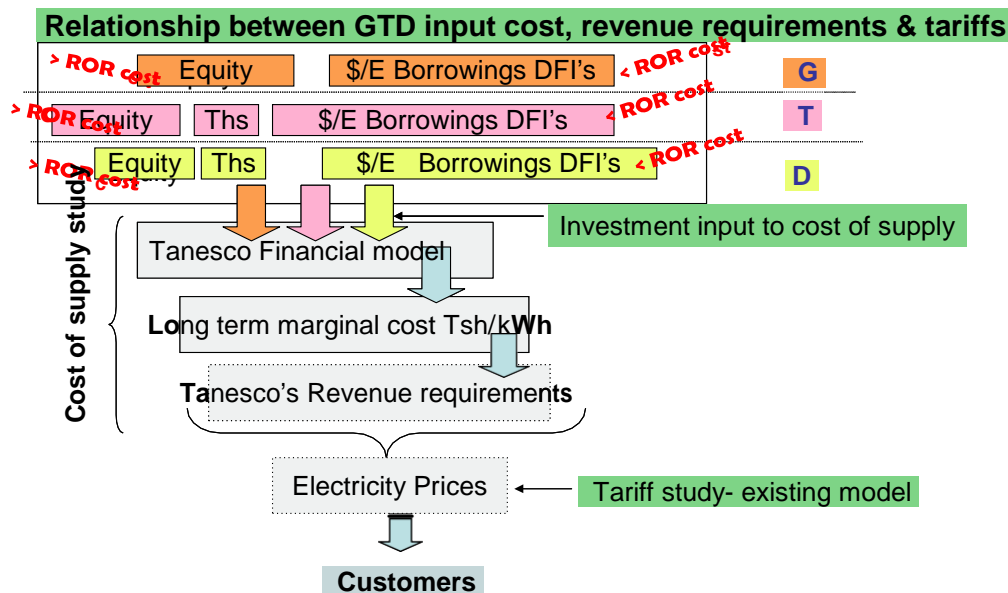 Relationship between GTD input cost, revenue requirements & tariffs
> ROR cost
Equity
$/E Borrowings DFI's
< ROR cost
G
> ROR cost
Equity
Ths
$/E Borrowings DFI's
< ROR cost
T
> ROR cost
Equity
Ths
$/E Borrowings DFI's
< ROR cost
D
Cost of supply study
Investment input to cost of supply
Tanesco Financial model
Long term marginal cost Tsh/kWh
Tanesco's Revenue requirements
Electricity Prices
Tariff study- existing model
Customers